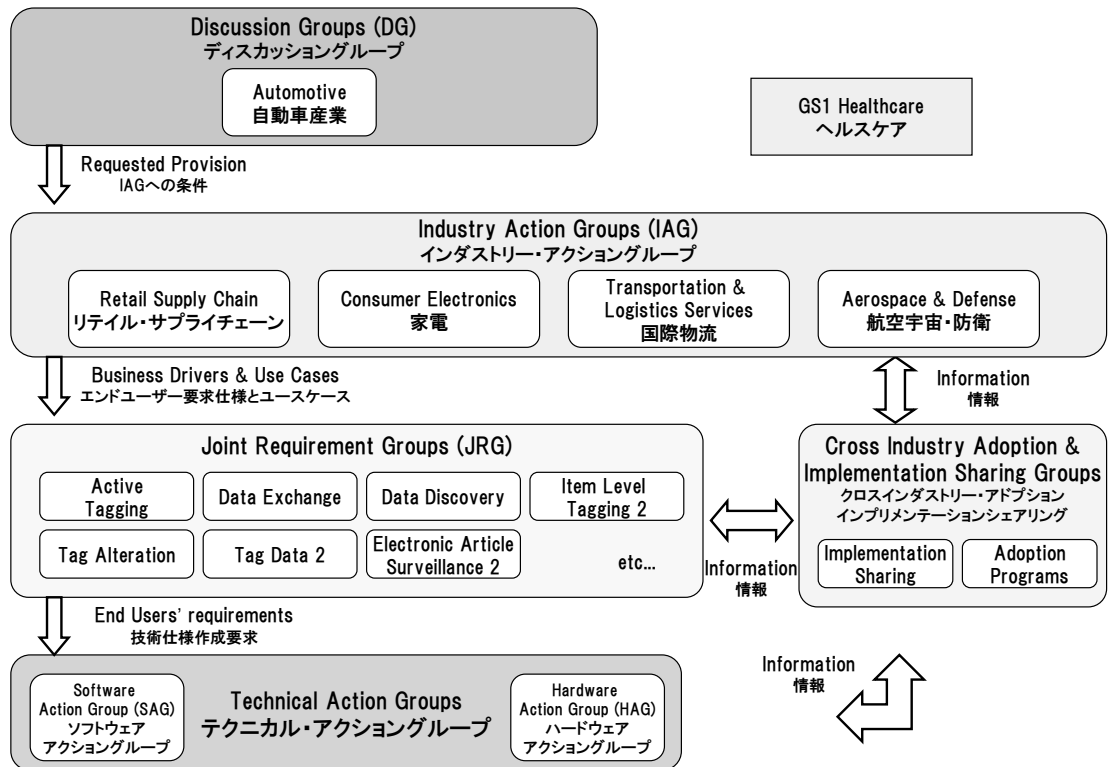 Discussion Groups (DG)
ディスカッショングループ
Automotive
自動車産業
GS1 Healthcare
ヘルスケア
Requested Provision
IAGへの条件
Industry Action Groups (IAG)
インダストリー・アクショングループ
Retail Supply Chain
リテイル・サプライチェーン
Consumer Electronics
家電
Transportation &
Logistics Services
国際物流
Aerospace & Defense
航空宇宙・防衛
Business Drivers & Use Cases
エンドユーザー要求仕様とユースケース
Information
情報
Joint Requirement Groups (JRG)
Active
Tagging
Data Exchange
Data Discovery
Item Level
Tagging 2
Tag Alteration
Tag Data 2
Electronic Article
Surveillance 2
etc...
Information
情報
Cross Industry Adoption &
Implementation Sharing Groups
クロスインダストリー・アドプション
インプリメンテーションシェアリング
Implementation
Sharing
Adoption
Programs
End Users' requirements
技術仕様作成要求
Information
情報
Software
Action Group (SAG)
ソフトウェア
アクショングループ
Technical Action Groups
テクニカル・アクショングループ
Hardware
Action Group (HAG)
ハードウェア
アクショングループ